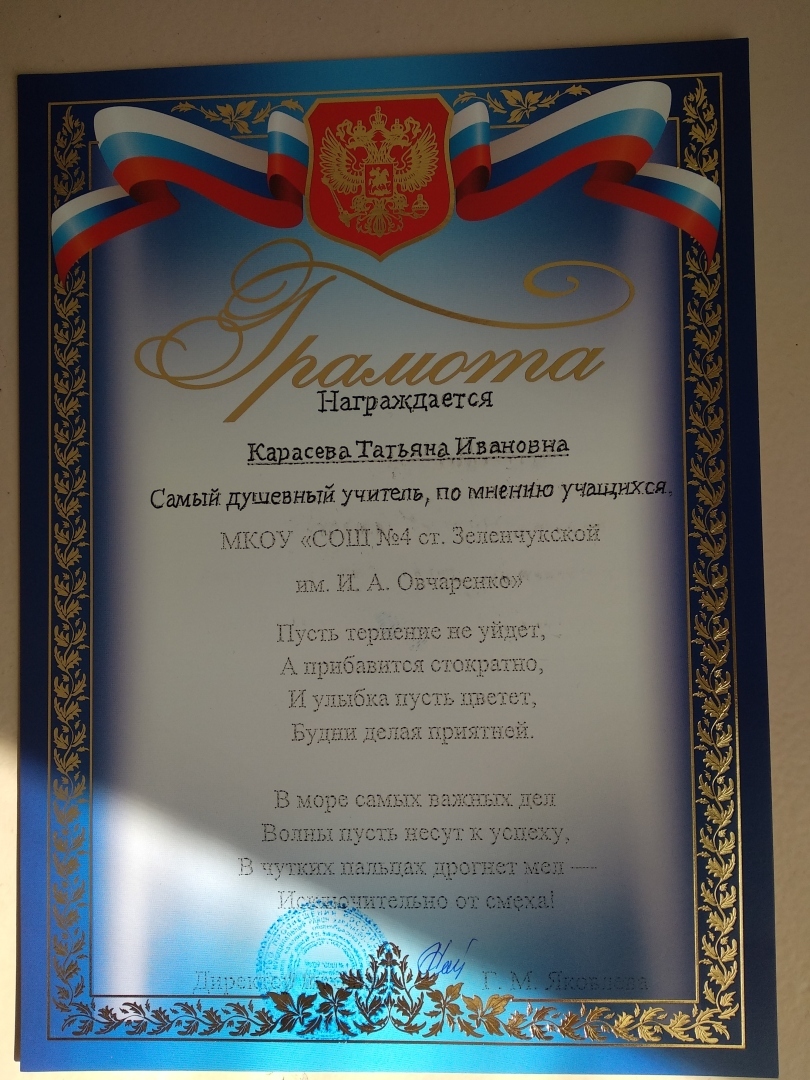 Грамота
Награждается
Карасева Татьяна Ивановна
Самый душевный учитель, по мнению учащихся,
МКОУ «СОШ №4 ст. Зеленчукской
им. И. А. Овчаренко»
Пусть терпение не уйдет,
А прибавится стократно,
И улыбка пусть цветет,
Будни делая приятней.
В море самых важных дел
Волны пусть несут к успеху,
В чутких пальцах дрогнет мел —
Исключительно от смеха!
Директор Г. М. Яковлева